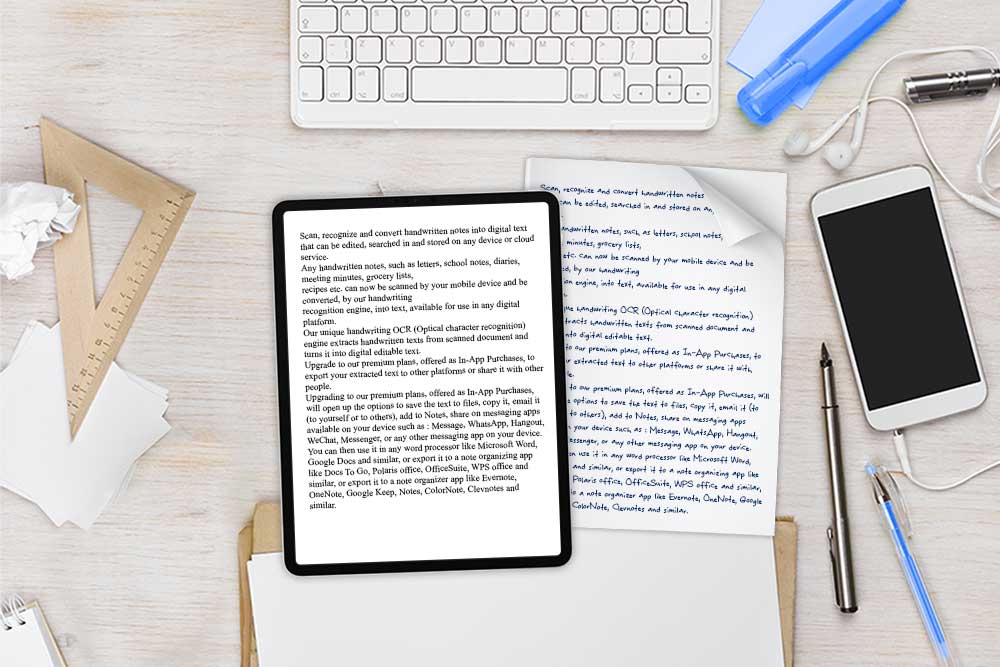 Scan, recognize and convert handwritten notes into digital text
that can be edited, searched in and stored on any device or cloud
service.
Any handwritten notes, such as letters, school notes, diaries,
meeting minutes, grocery lists,
recipes etc. can now be scanned by your mobile device and be
converted, by our handwriting
recognition engine, into text, available for use in any digital
platform.
Our unique handwriting OCR (Optical character recognition)
engine extracts handwritten texts from scanned document and
turns it into digital editable text.
Upgrade to our premium plans, offered as In-App Purchases, to
export your extracted text to other platforms or share it with other
people.
Upgrading to our premium plans, offered as In-App Purchases,
will open up the options to save the text to files, copy it, email it
(to yourself or to others), add to Notes, share on messaging apps
available on your device such as : Message, WhatsApp, Hangout,
WeChat, Messenger, or any other messaging app on your device.
You can then use it in any word processor like Microsoft Word,
Google Docs and similar, or export it to a note organizing app
like Docs To Go, Polaris office, OfficeSuite, WPS office and
similar, or export it to a note organizer app like Evernote,
OneNote, Google Keep, Notes, ColorNote, Clevnotes and
similar.
Scan, recognize and convert handwritten notes
can be edited, searched in and stored on an
handwritten notes, such as letters, school notes,
minutes, grocery lists,
etc. can now be scanned by your mobile device and be
by our handwriting
engine, into text, available for use in any digital
handwriting OCR (Optical character recognition)
handwritten texts from scanned document and
into digital editable text.
to our premium plans, offered as In-App Purchases, to
extracted text to other platforms or share it with
to our premium plans, offered as In-App Purchases, will
options to save the text to files, copy it, email it (to
to others), add to Notes, share on messaging apps
your device such as : Message, WhatsApp, Hangout,
or any other messaging app on your device.
use it in any word processor like Microsoft Word,
and similar, or export it to a note organizing app like
Polaris office, OfficeSuite, WPS office and similar,
to a note organizer app like Evernote, OneNote, Google
ColorNote, Clevnotes and similar.